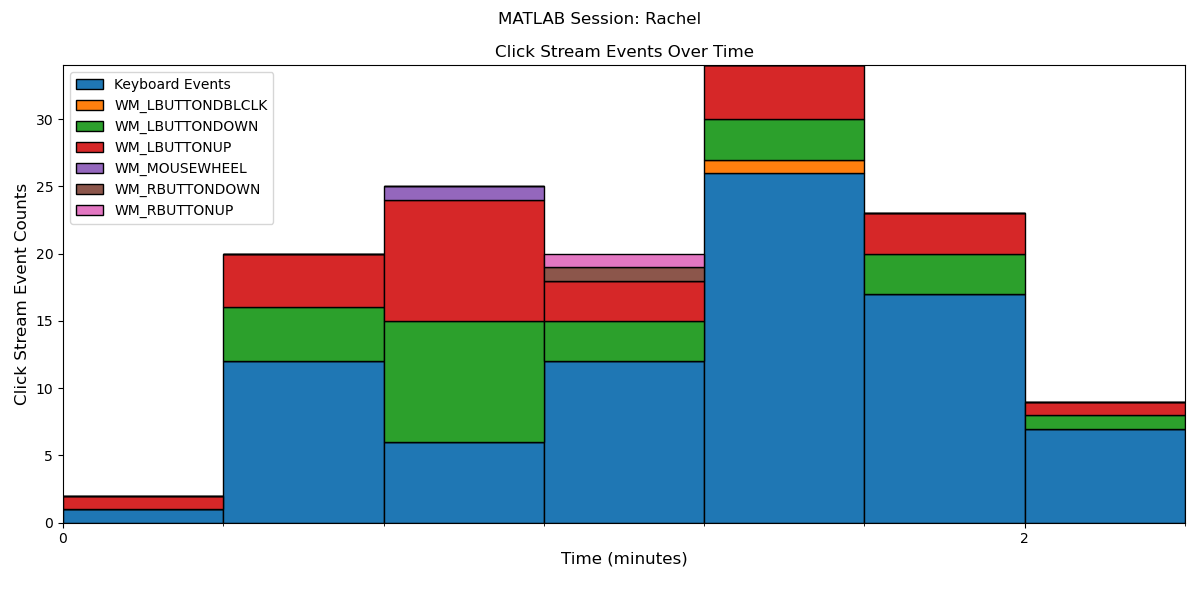 MATLAB Session: Rachel
Click Stream Events Over Time
Keyboard Events
WM_LBUTTONDBLCLK
WM_LBUTTONDOWN
WM_LBUTTONUP
WM_MOUSEWHEEL
WM_RBUTTONDOWN
WM_RBUTTONUP
Click Stream Event Counts
30
25
20
15
10
5
0
0
2
Time (minutes)